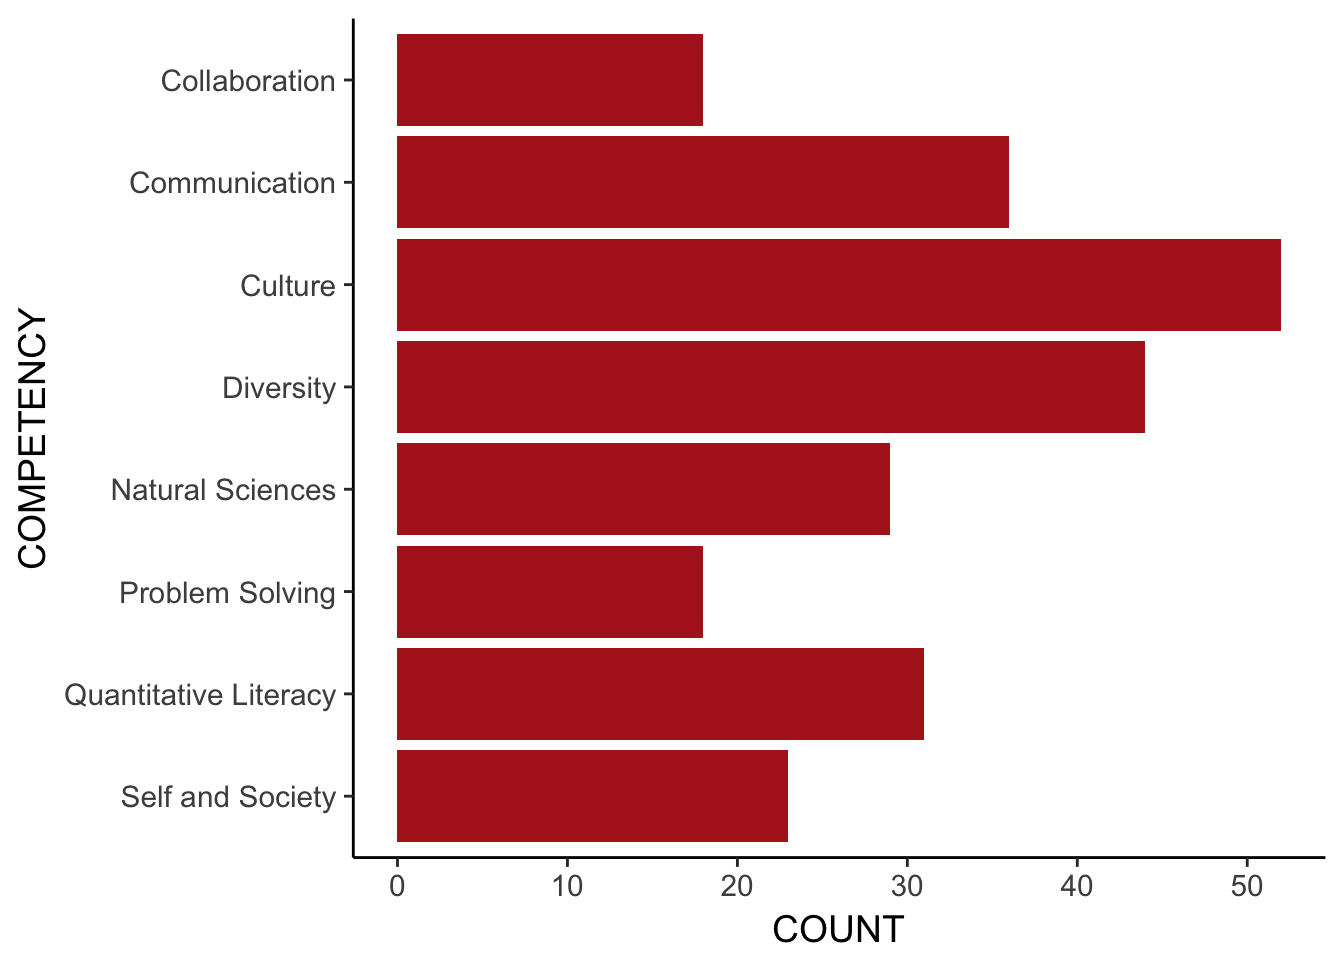 COMPETENCY
Collaboration
Communication
Culture
Diversity
Natural Sciences
Problem Solving
Quantitative Literacy
Self and Society
0 10 20 30 40 50
COUNT